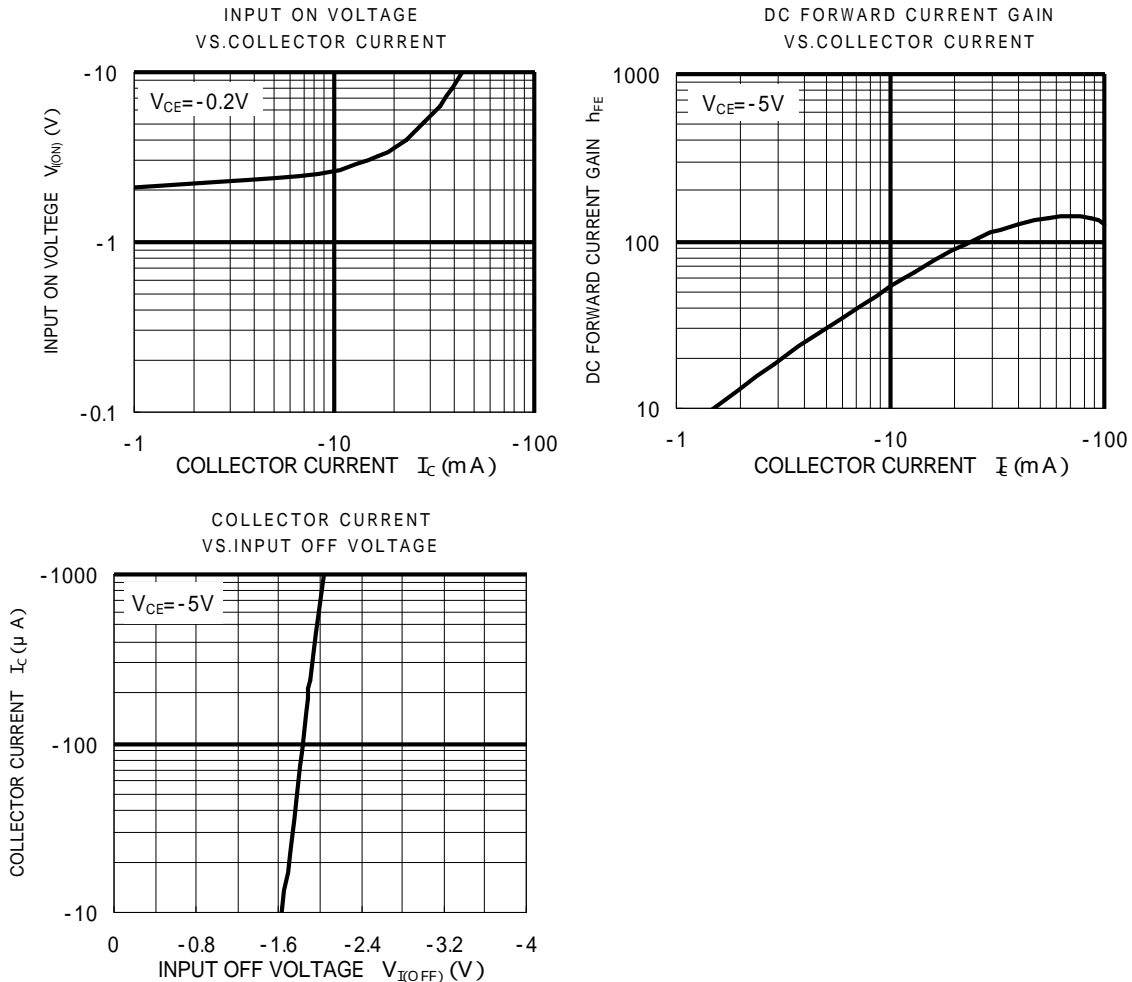 INPUT ON VOLTAGE
VS.COLLECTOR CURRENT
-10
-1
-0.1
INPUT ON VOLTEGE VI(ON) (V)
VCE=-0.2V
-1 -10 -100
COLLECTOR CURRENT IC (mA)
DC FORWARD CURRENT GAIN
VS.COLLECTOR CURRENT
1000
100
10
DC FORWARD CURRENT GAIN hFE
VCE=-5V
-1 -10 -100
COLLECTOR CURRENT IE (mA)
COLLECTOR CURRENT
VS.INPUT OFF VOLTAGE
-1000
-100
-10
COLLECTOR CURRENT IC (μ A)
VCE=-5V
0 -0.8 -1.6 -2.4 -3.2 -4
INPUT OFF VOLTAGE VI(OFF) (V)